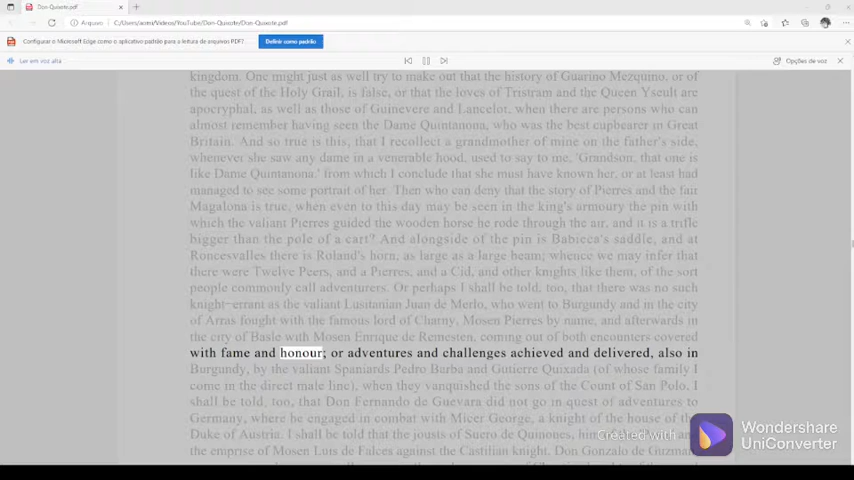 Don-Quixote.pdf
Arquivo
C:/Users/acers/Videos/YouTube/Don-Quixote/Don-Quixote.pdf
Configurar o Microsoft Edge como o aplicativo padrão para a leitura de arquivos PDF?
Definir como padrão
Ler em voz alta
Opções de voz
kingdom. One might just as well try to make out that the history of Guarino Mezquino, or of
the quest of the Holy Grail, is false, or that the loves of Tristram and the Queen Yseult are
apocryphal, as well as those of Guinevere and Lancelot, when there are persons who can
almost remember having seen the Dame Quintanona, who was the best cupbearer in Great
Britain. And so true is this, that I recollect a grandmother of mine on the father's side,
whenever she saw any dame in a venerable hood, used to say to me, 'Grandson, that one is
like Dame Quintanona,' from which I conclude that she must have known her, or at least had
managed to see some portrait of her. Then who can deny that the story of Pierres and the fair
Magalona is true, when even to this day may be seen in the king's armoury the pin with
which the valiant Pierres guided the wooden horse he rode through the air, and it is a trifle
bigger than the pole of a cart? And alongside of the pin is Babieca's saddle, and at
Roncesvalles there is Roland's horn, as large as a large beam; whence we may infer that
there were Twelve Peers, and a Pierres, and a Cid, and other knights like them, of the sort
people commonly call adventurers. Or perhaps I shall be told, too, that there was no such
knight-errant as the valiant Lusitanian Juan de Merlo, who went to Burgundy and in the city
of Arras fought with the famous lord of Charny, Mosen Pierres by name, and afterwards in
the city of Basle with Mosen Enrique de Remesten, coming out of both encounters covered
with fame and honour; or adventures and challenges achieved and delivered, also in
Burgundy, by the valiant Spaniards Pedro Barba and Gutierre Quixada (of whose family I
come in the direct male line), when they vanquished the sons of the Count of San Polo. I
shall be told, too, that Don Fernando de Guevara did not go in quest of adventures to
Germany, where he engaged in combat with Micer George, a knight of the house of the
Duke of Austria. I shall be told that the jousts of Suero de Quinones, him
the emprise of Mosen Luis de Falces against the Castilian knight, Don Gonzalo de Guzman,
Created with
Wondershare
UniConverter